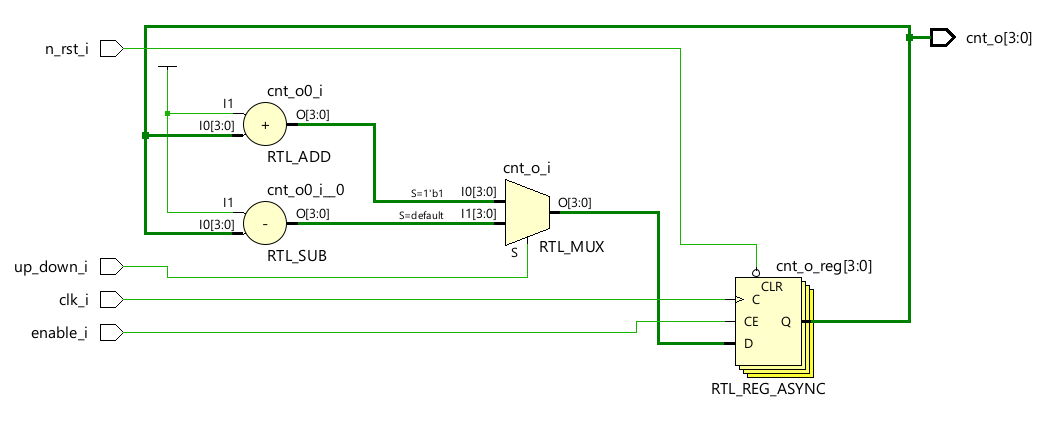 n_rst_i
cnt_o[3:0]
cnt_o0_i
I1
O[3:0]
I0[3:0]
+
RTL_ADD
cnt_o_i
cnt_o0_i__0
S=1'b1
I0[3:0]
I1
O[3:0]
S=default
I1[3:0]
O[3:0]
I0[3:0]
-
RTL_SUB
S
RTL_MUX
up_down_i
cnt_o_reg[3:0]
CLR
clk_i
C
enable_i
CE
Q
D
RTL_REG_ASYNC